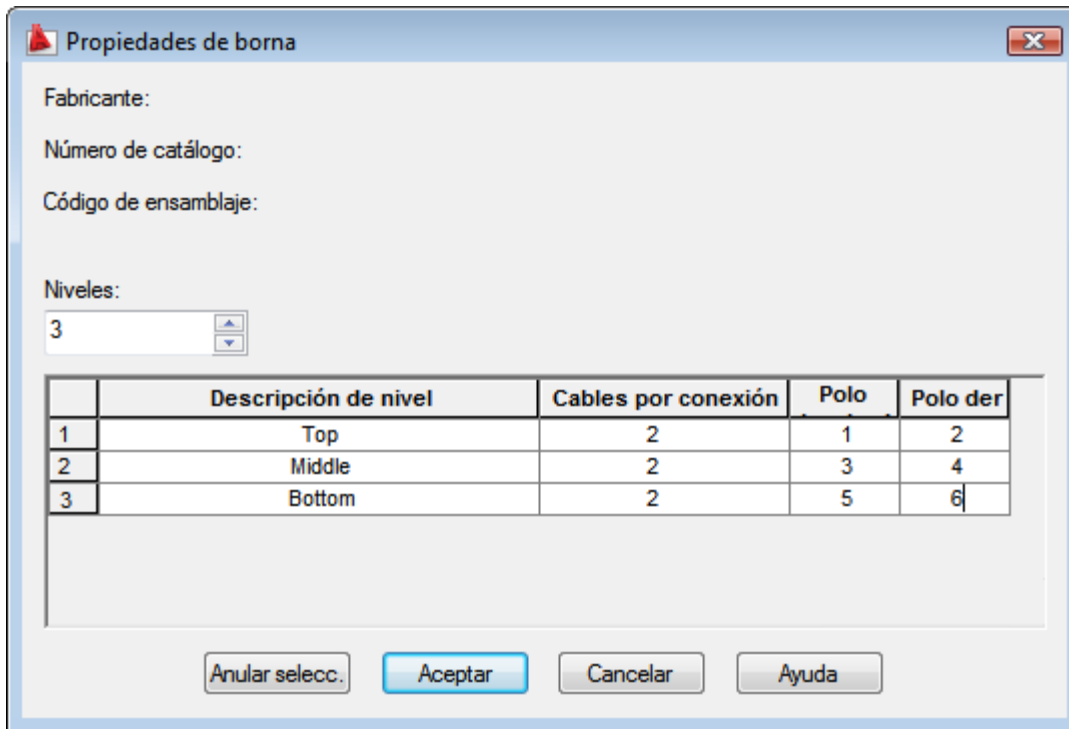 Propiedades de borna
Fabricante:
Número de catálogo:
Código de ensamblaje:
Niveles:
3
Descripción de nivel Cables por conexión Polo Polo der
1 Top 2 1 2
2 Middle 2 3 4
3 Bottom 2 5 6
Anular selecc. Aceptar Cancelar Ayuda